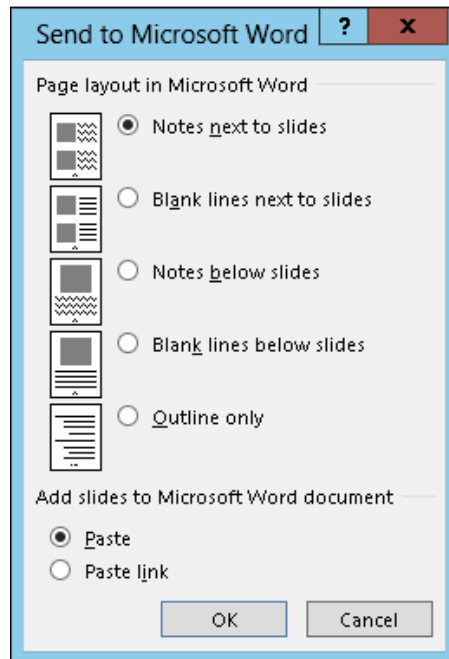 Send to Microsoft Word ? x
Page layout in Microsoft Word
Notes next to slides
Blank lines next to slides
Notes below slides
Blank lines below slides
Outline only
Add slides to Microsoft Word document
Paste
Paste link
OK Cancel